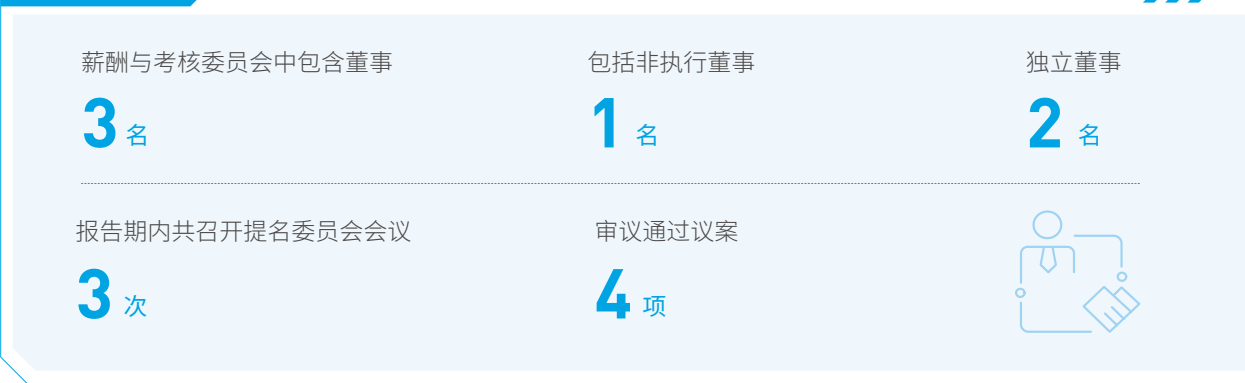 薪酬与考核委员会中包含董事 包括非执行董事 独立董事
3 名 1 名 2 名
报告期内共召开提名委员会会议 审议通过议案
3 次 4 项